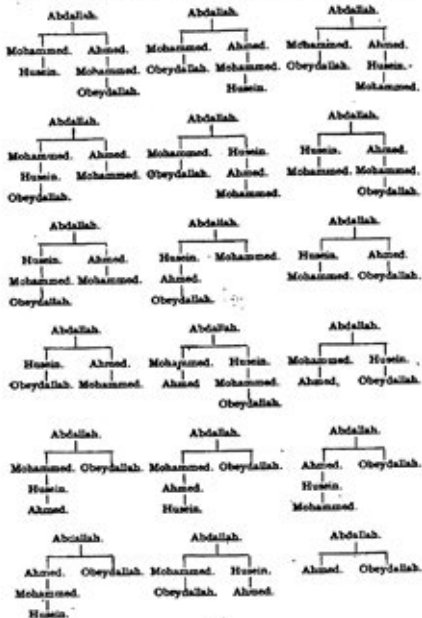 Abdallah. Abdallah. Abdallah.
Mohammed. Ahmed. Mohammed. Ahmed. Mohammed. Ahmed.
Husein. Mohammed. Obeydallah. Mohammed. Obeydallah. Husein.
Obeydallah. Husein. Mohammed.
Abdallah. Abdallah. Abdallah.
Mohammed. Ahmed. Mohammed. Husein. Husein. Ahmed.
Husein. Mohammed. Obeydallah. Ahmed. Mohammed. Mohammed.
Obeydallah. Mohammed. Obeydallah.
Abdallah. Abdallah. Abdallah.
Husein. Ahmed. Husein. Mohammed. Husein. Ahmed.
Mohammed. Mohammed. Ahmed. Mohammed. Obeydallah.
Obeydallah. Obeydallah.
Abdallah. Abdallah. Abdallah.
Husein. Ahmed. Mohammed. Husein. Mohammed. Husein.
Obeydallah. Mohammed. Ahmed Mohammed. Ahmed, Obeydallah.
Obeydallah.
Abdallah. Abdallah. Abdallah.
Mohammed. Obeydallah. Mohammed. Obeydallah. Ahmed. Obeydallah.
Husein. Ahmed. Husein.
Ahmed. Husein. Mohammed.
Abdallah. Abdallah. Abdallah.
Ahmed. Obeydallah. Mohammed. Husein. Ahmed. Obeydallah.
Mohammed. Obeydallah. Ahmed.
Husein.